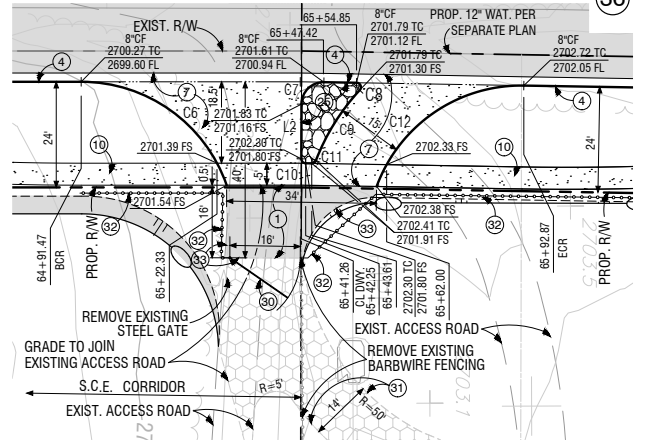 36
EXIST. R/W
65+54.85
65+47.42
8"CF
2701.79 TC
2701.12 FL
PROP. 12" WAT. PER
SEPARATE PLAN
8"CF
2700.27 TC
2699.60 FL
8"CF
2701.61 TC
2700.94 FL
2701.79 TC
2701.30 FS
8"CF
2702.72 TC
2702.05 FL
4
4
4
7
C6
18.5'
C7
26
C8
2701.83 TC
2701.16 FS
L2
C9
C12
24'
24'
2702.30 TC
2701.80 FS
C11
7
2702.33 FS
10
2701.39 FS
10
0.5'
40'
5'
C10
34'
2701.54 FS
1
32
16'
16'
33
32
33
32
32
2702.38 FS
2702.41 TC
2701.91 FS
64+91.47
BCR
PROP. R/W
65+22.33
11'
65+41.26
CL DWY.
65+42.25
65+43.61
2702.30 TC
2701.80 FS
65+62.00
65+92.87
ECR
PROP. R/W
2703.5
30
REMOVE EXISTING
STEEL GATE
EXIST. ACCESS ROAD
GRADE TO JOIN
EXISTING ACCESS ROAD
REMOVE EXISTING
BARBWIRE FENCING
S.C.E. CORRIDOR
R=5'
31
14'
R=50'
2703.1
EXIST. ACCESS ROAD